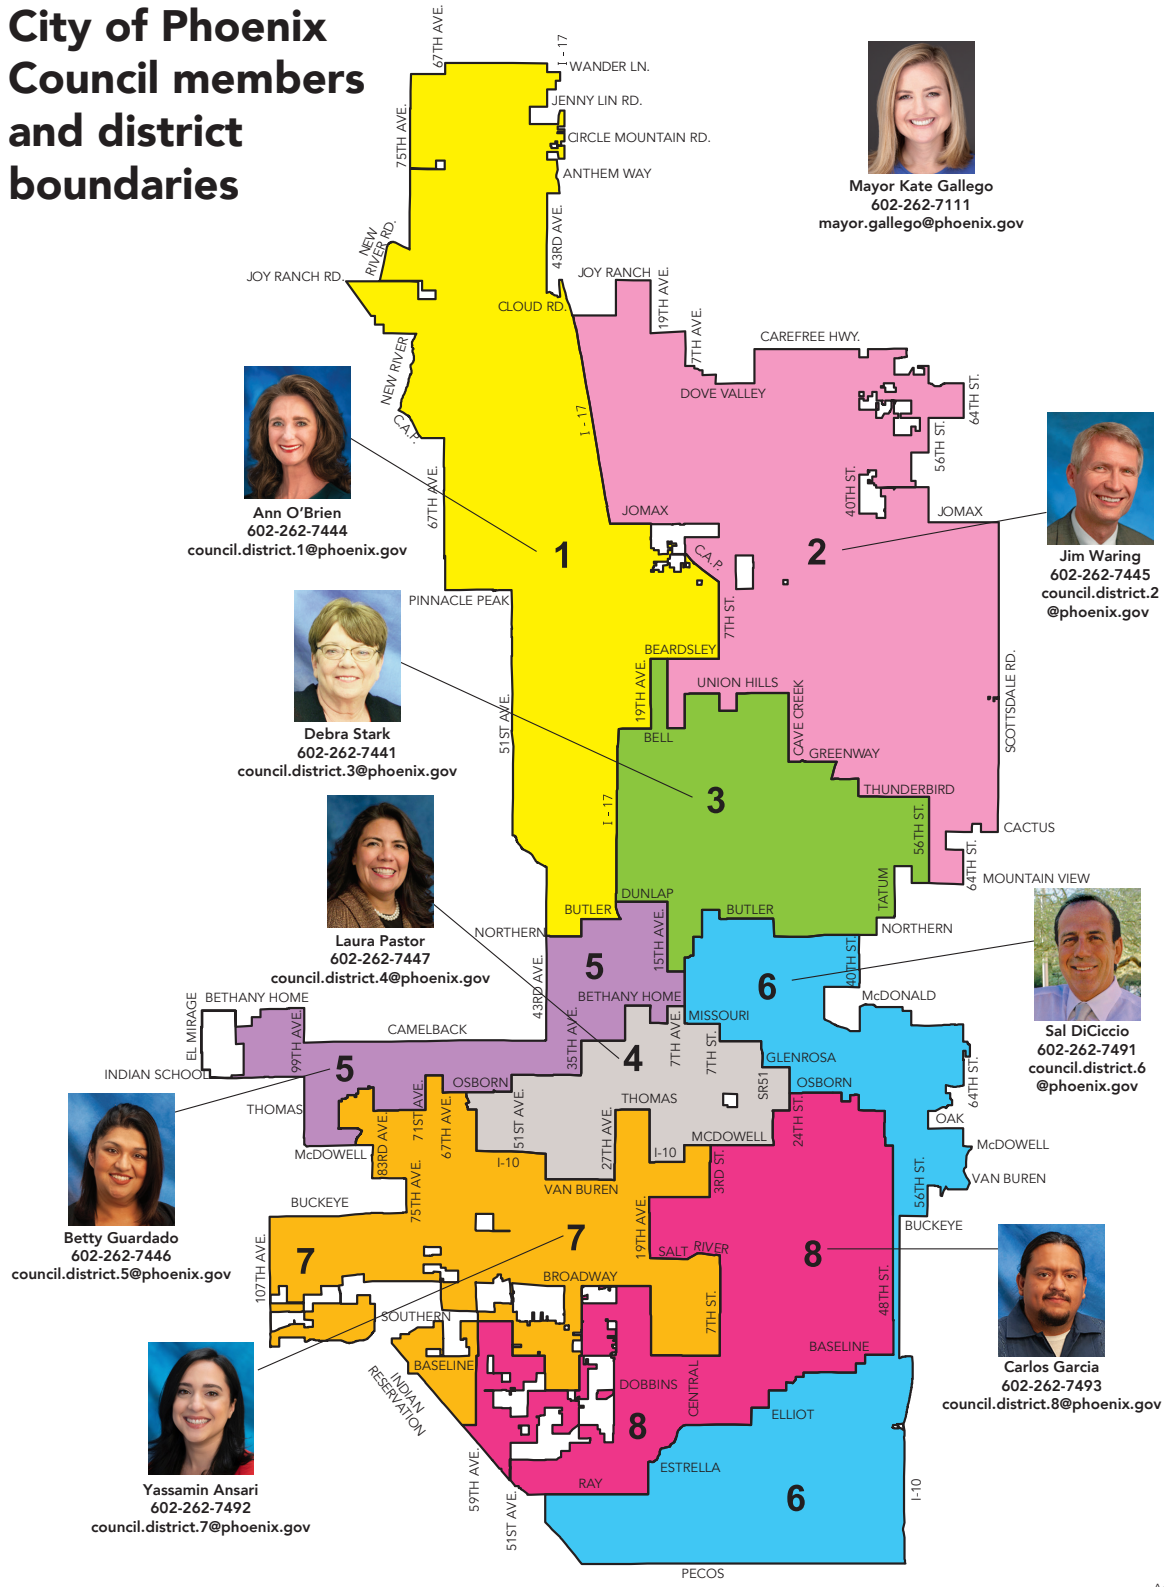 City of Phoenix
Council members
and district
boundaries
67TH AVE.
I - 17
WANDER LN.
JENNY LIN RD.
75TH AVE.
CIRCLE MOUNTAIN RD.
ANTHEM WAY
Mayor Kate Gallego
602-262-7111
mayor.gallego@phoenix.gov
NEW
RIVER RD.
43RD AVE.
JOY RANCH RD.
JOY RANCH
CLOUD RD.
19TH AVE.
7TH AVE.
CAREFREE HWY.
NEW RIVER
DOVE VALLEY
64TH ST.
C.A.P.
I - 17
56TH ST.
67TH AVE.
40TH ST.
Ann O’Brien
602-262-7444
council.district.1@phoenix.gov
JOMAX
JOMAX
1
C.A.P.
2
Jim Waring
602-262-7445
council.district.2
@phoenix.gov
PINNACLE PEAK
7TH ST.
BEARDSLEY
19TH AVE.
UNION HILLS
CAVE CREEK
SCOTTSDALE RD.
51ST AVE.
Debra Stark
602-262-7441
council.district.3@phoenix.gov
BELL
GREENWAY
THUNDERBIRD
3
I - 17
56TH ST.
CACTUS
64TH ST.
MOUNTAIN VIEW
TATUM
DUNLAP
BUTLER
BUTLER
NORTHERN
NORTHERN
Laura Pastor
602-262-7447
council.district.4@phoenix.gov
15TH AVE.
5
6
40TH ST.
43RD AVE.
BETHANY HOME
BETHANY HOME
McDONALD
EL MIRAGE
99TH AVE.
CAMELBACK
35TH AVE.
MISSOURI
7TH AVE.
7TH ST.
Sal DiCiccio
602-262-7491
council.district.6
@phoenix.gov
4
GLENROSA
INDIAN SCHOOL
5
OSBORN
SR51
OSBORN
64TH ST.
THOMAS
THOMAS
71ST AVE.
67TH AVE.
51ST AVE.
27TH AVE.
24TH ST.
OAK
83RD AVE.
McDOWELL
McDOWELL
McDOWELL
I-10
I-10
3RD ST.
VAN BUREN
VAN BUREN
75TH AVE.
56TH ST.
BUCKEYE
BUCKEYE
Betty Guardado
602-262-7446
council.district.5@phoenix.gov
107TH AVE.
7
7
19TH AVE.
SALT RIVER
8
BROADWAY
48TH ST.
SOUTHERN
7TH ST.
BASELINE
BASELINE
INDIAN
RESERVATION
DOBBINS
CENTRAL
Carlos Garcia
602-262-7493
council.district.8@phoenix.gov
8
ELLIOT
Yassamin Ansari
602-262-7492
council.district.7@phoenix.gov
59TH AVE.
51ST AVE.
ESTRELLA
RAY
6
I-10
PECOS